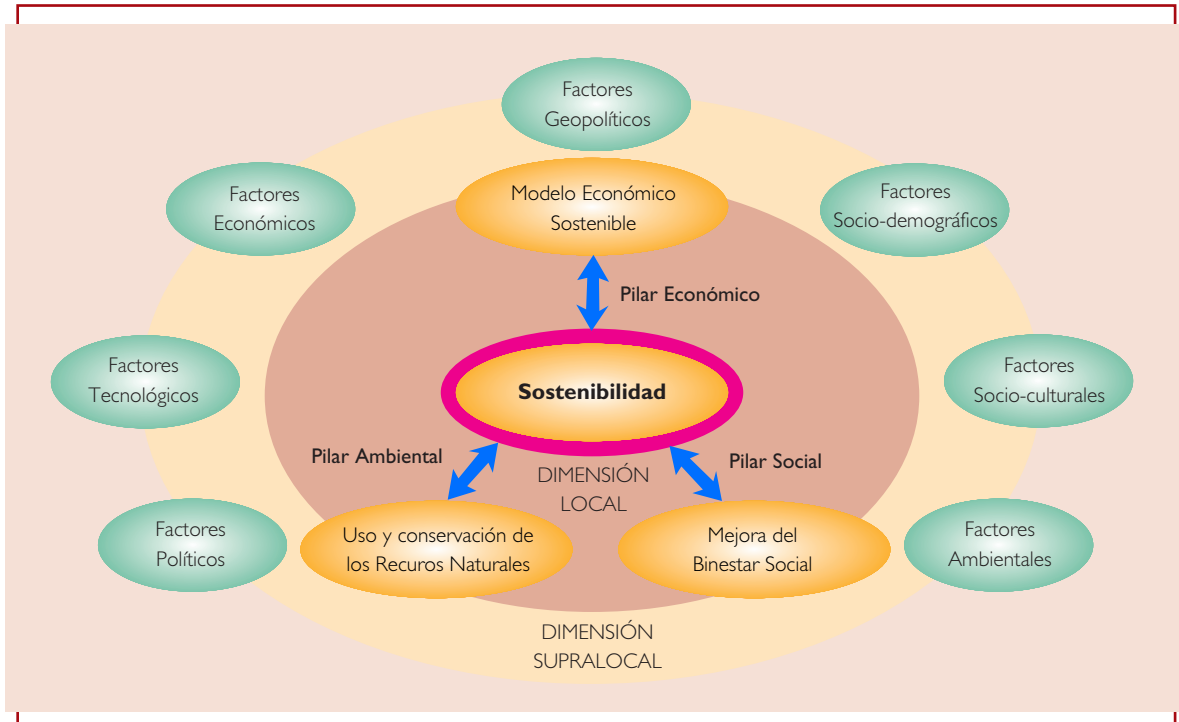 Factores
Geopolíticos
Factores
Económicos
Modelo Económico
Sostenible
Factores
Socio-demográficos
Pilar Económico
Factores
Tecnológicos
Sostenibilidad
Factores
Socio-culturales
Pilar Ambiental
Pilar Social
DIMENSIÓN
LOCAL
Factores
Políticos
Uso y conservación de
los Recuros Naturales
Mejora del
Binestar Social
Factores
Ambientales
DIMENSIÓN
SUPRALOCAL